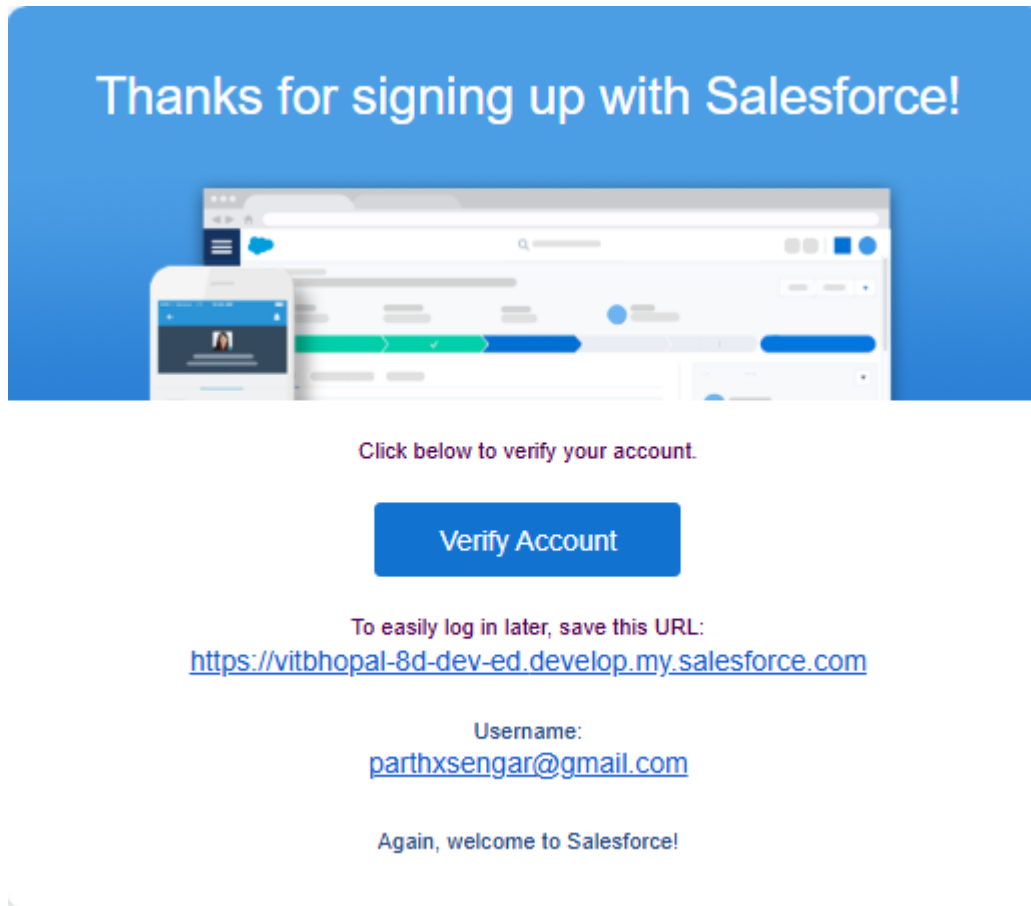 Thanks for signing up with Salesforce!
Click below to verify your account.
Verify Account
To easily log in later, save this URL:
https://vitbhopal-8d-dev-ed.develop.my.salesforce.com
Username:
parthxsengar@gmail.com
Again, welcome to Salesforce!